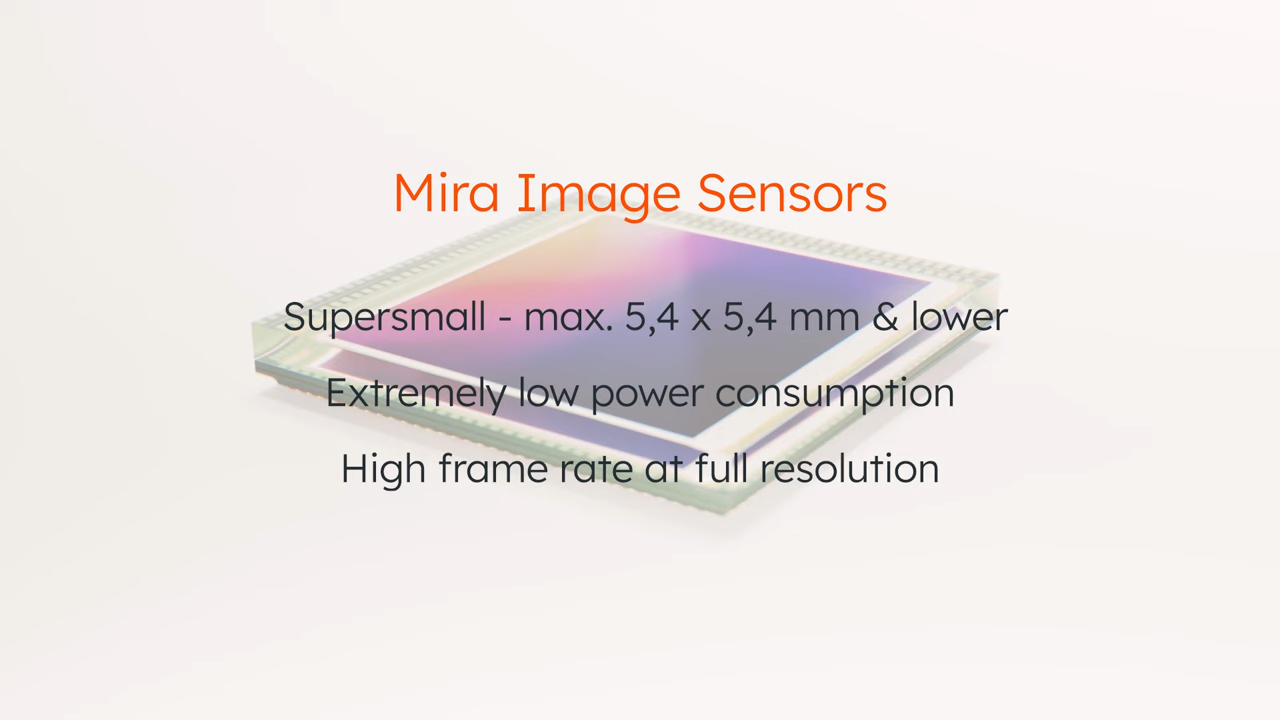 Mira Image Sensors
Supersmall - max. 5,4 x 5,4 mm & lower
Extremely low power consumption
High frame rate at full resolution